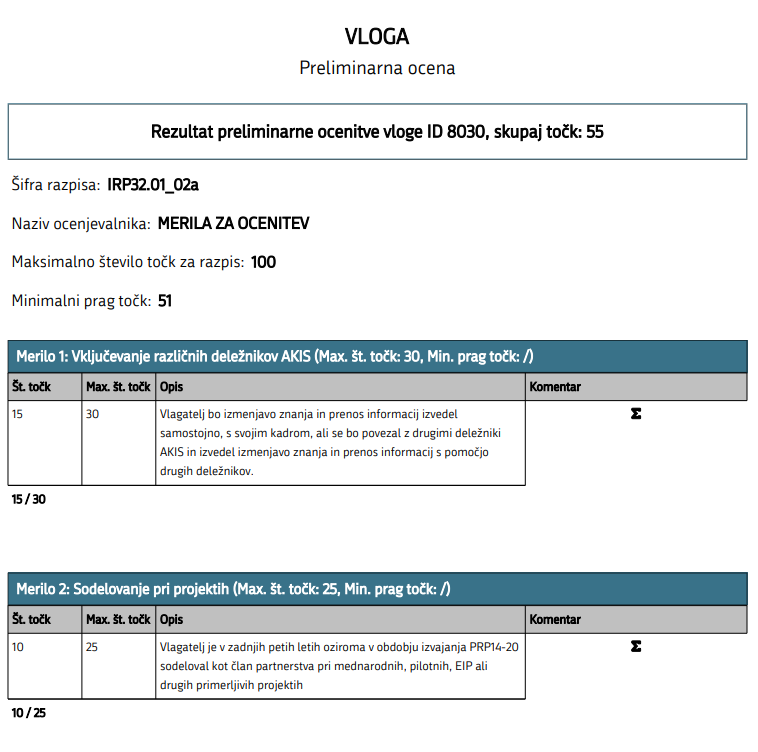 VLOGA
Preliminarna ocena
Rezultat preliminarne ocenitve vloge ID 8030, skupaj točk: 55
Šifra razpisa: IRP32.01_02a
Naziv ocenjevalnika: MERILA ZA OCENITEV
Maksimalno število točk za razpis: 100
Minimalni prag točk: 51
Merilo 1: Vključevanje različnih deležnikov AKIS (Max. št. točk: 30, Min. prag točk: /)
Št. točk Max. št. točk Opis Komentar
15 30 Vlagatelj bo izmenjavo znanja in prenos informacij izvedel Σ
samostojno, s svojim kadrom, ali se bo povezal z drugimi deležniki
AKIS in izvedel izmenjavo znanja in prenos informacij s pomočjo
drugih deležnikov.
15 / 30
Merilo 2: Sodelovanje pri projektih (Max. št. točk: 25, Min. prag točk: /)
Št. točk Max. št. točk Opis Komentar
10 25 Vlagatelj je v zadnjih petih letih oziroma v obdobju izvajanja PRP14-20 Σ
sodeloval kot član partnerstva pri mednarodnih, pilotnih, EIP ali
drugih primerljivih projektih
10 / 25